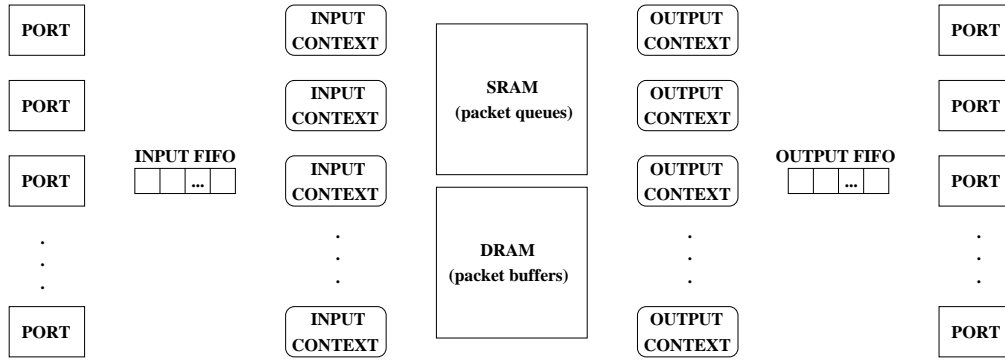 PORT
INPUT
CONTEXT
OUTPUT
CONTEXT
PORT
SRAM
(packet queues)
PORT
INPUT
CONTEXT
OUTPUT
CONTEXT
PORT
INPUT FIFO
...
OUTPUT FIFO
...
PORT
INPUT
CONTEXT
OUTPUT
CONTEXT
PORT
DRAM
(packet buffers)
PORT
INPUT
CONTEXT
OUTPUT
CONTEXT
PORT